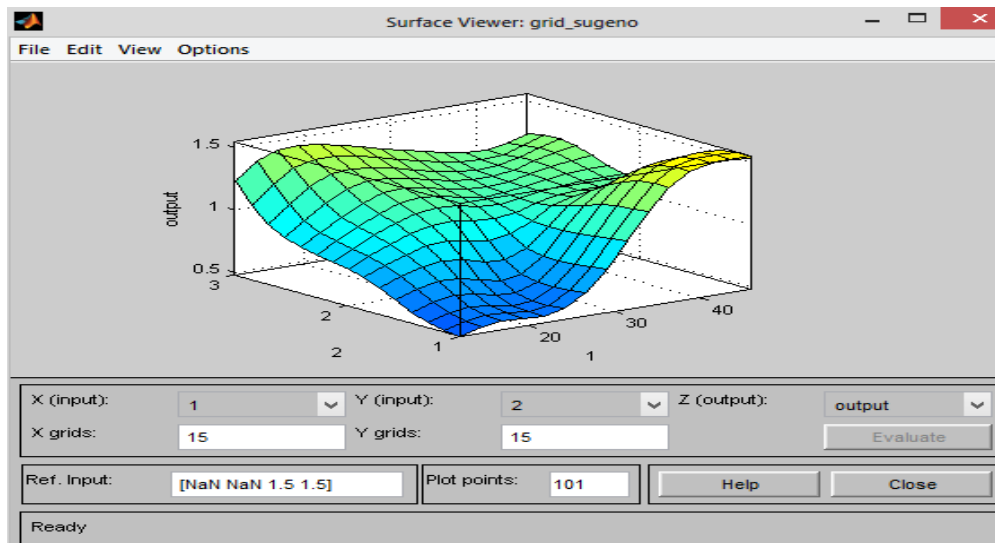 Surface Viewer: grid_sugeno
File Edit View Options
1.5
1
0.5
output
3
2
1
2
20
30
40
1
X (input): 1 Y (input): 2 Z (output): output
X grids: 15 Y grids: 15 Evaluate
Ref. Input: [NaN NaN 1.5 1.5] Plot points: 101 Help Close
Ready